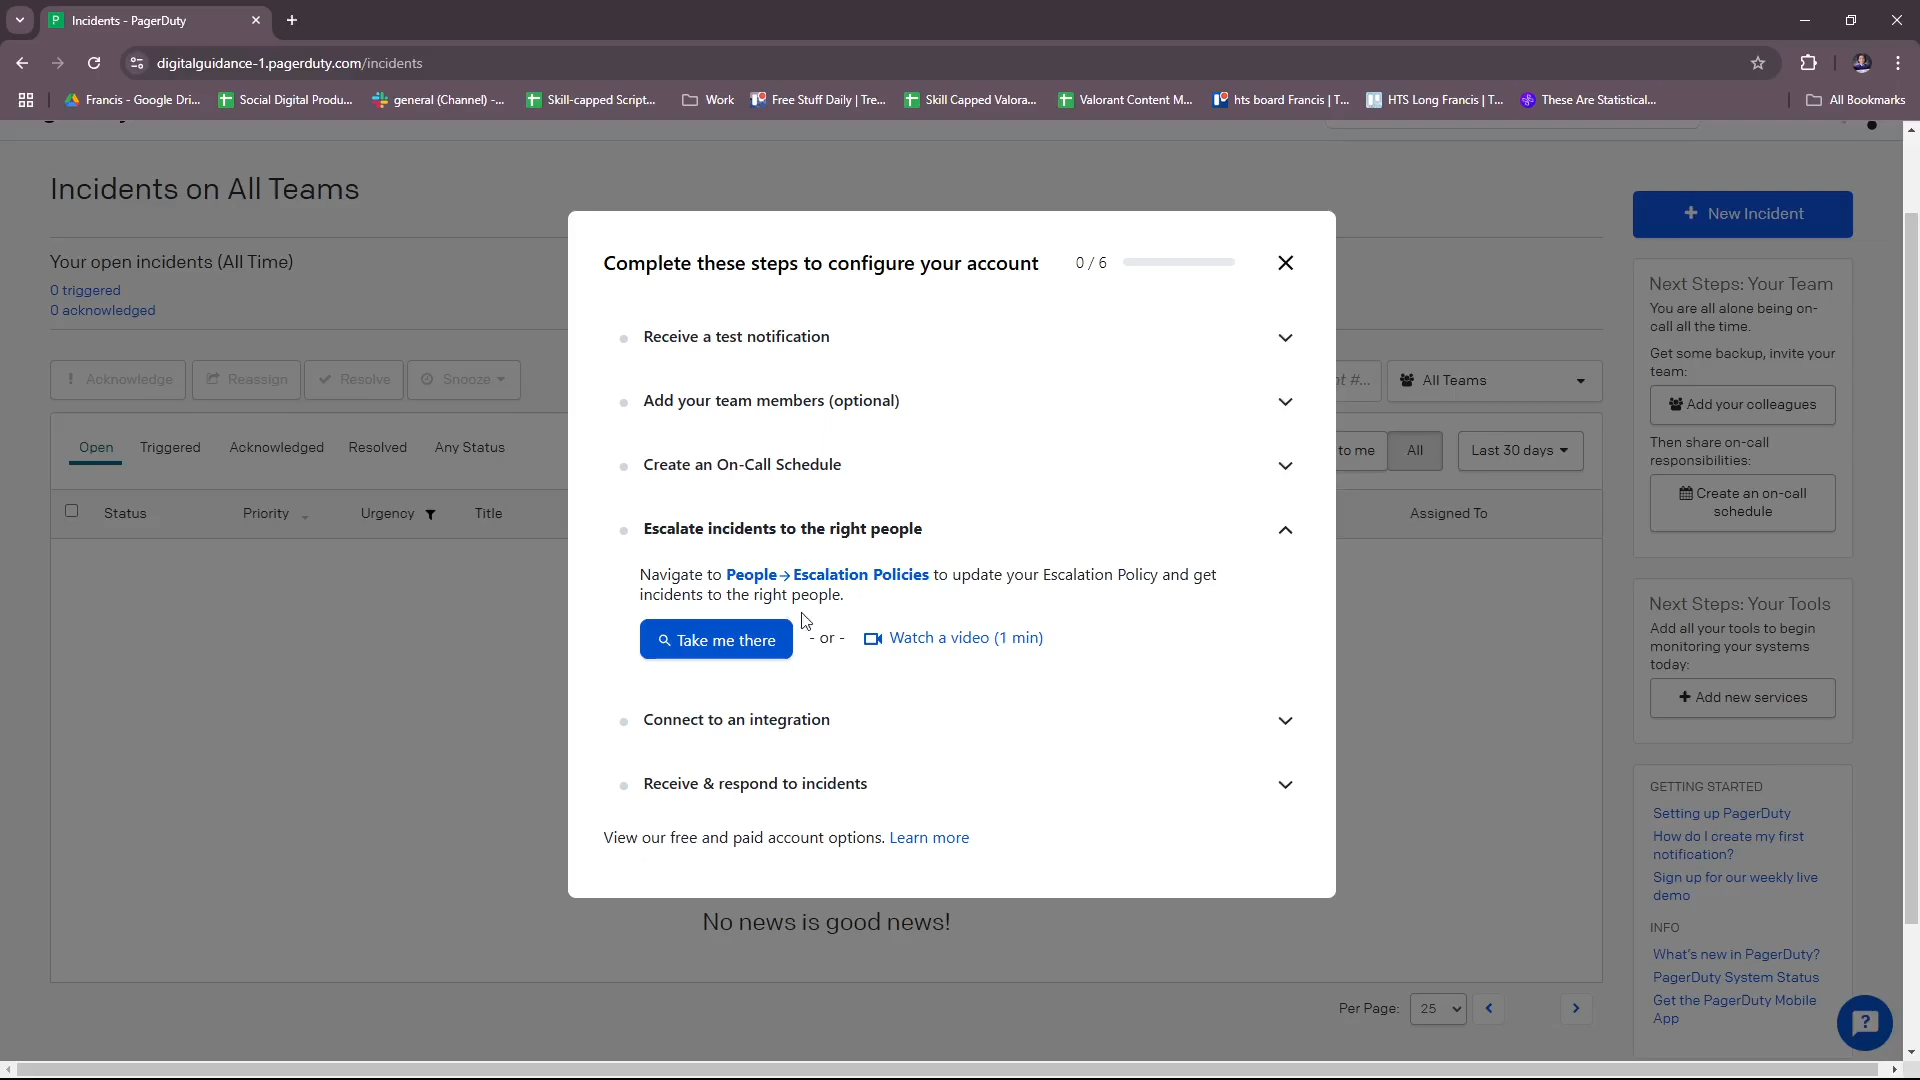 Incidents - PagerDuty
digitalguidance-1.pagerduty.com/incidents
Francis - Google Dri...
Social Digital Produ...
general (Channel) -...
Skill-capped Script...
Work
Free Stuff Daily | Tre...
Skill Capped Valora...
Valorant Content M...
hts board Francis | T...
HTS Long Francis | T...
These Are Statistical...
All Bookmarks
Incidents on All Teams
Your open incidents (All Time)
0 triggered
0 acknowledged
Acknowledge
Reassign
Resolve
Snooze
#...
All Teams
Open
Triggered
Acknowledged
Resolved
Any Status
to me
All
Last 30 days
Status
Priority
Urgency
Title
Assigned To
Complete these steps to configure your account
0 / 6
Receive a test notification
Add your team members (optional)
Create an On-Call Schedule
Escalate incidents to the right people
Navigate to People→Escalation Policies to update your Escalation Policy and get
incidents to the right people.
Take me there
- or -
Watch a video (1 min)
Connect to an integration
Receive & respond to incidents
View our free and paid account options. Learn more
No news is good news!
Per Page:
25
+ New Incident
Next Steps: Your Team
You are all alone being on-
call all the time.
Get some backup, invite your
team:
Add your colleagues
Then share on-call
responsibilities:
Create an on-call
schedule
Next Steps: Your Tools
Add all your tools to begin
monitoring your systems
today:
+ Add new services
GETTING STARTED
Setting up PagerDuty
How do I create my first
notification?
Sign up for our weekly live
demo
INFO
What's new in PagerDuty?
PagerDuty System Status
Get the PagerDuty Mobile
App